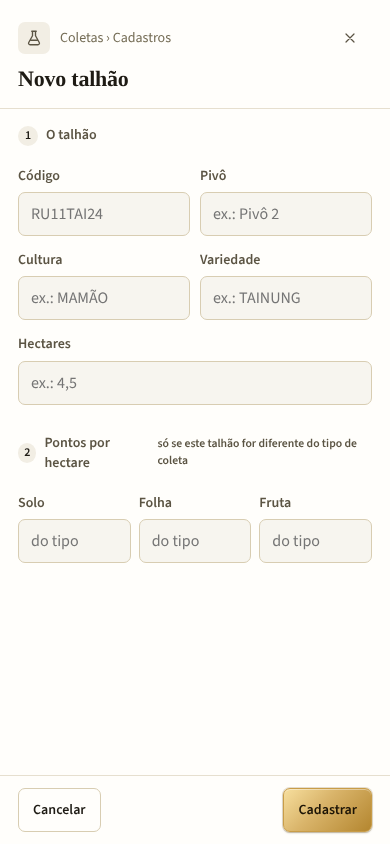 Coletas › Cadastros
×
Novo talhão
1 O talhão
Código Pivô
RU11TAI24 ex.: Pivô 2
Cultura Variedade
ex.: MAMÃO ex.: TAINUNG
Hectares
ex.: 4,5
2 Pontos por hectare só se este talhão for diferente do tipo de coleta
Solo Folha Fruta
do tipo do tipo do tipo
Cancelar Cadastrar